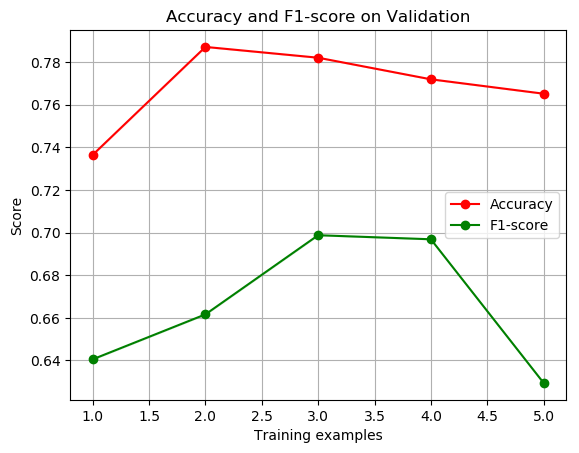 Accuracy and F1-score on Validation
0.78
0.76
0.74
0.72
0.70
0.68
0.66
0.64
Score
Accuracy
F1-score
1.0 1.5 2.0 2.5 3.0 3.5 4.0 4.5 5.0
Training examples